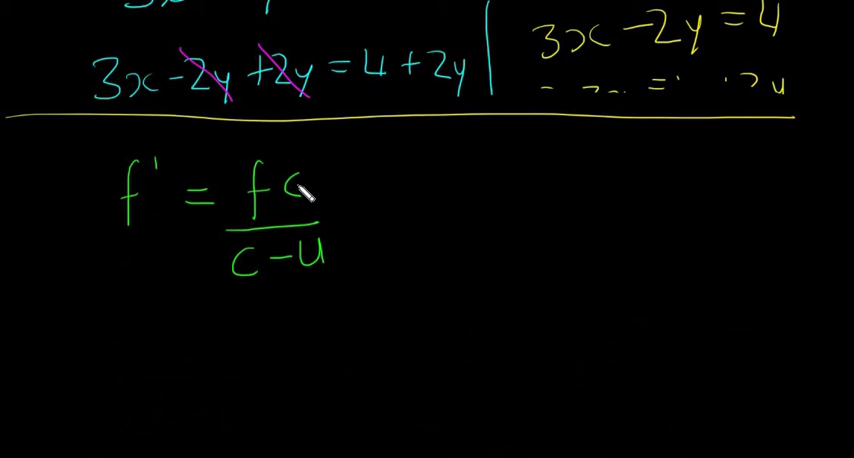 3x - 2y + 2y = 4 + 2y
3x - 2y = 4
f' = fc
c - u